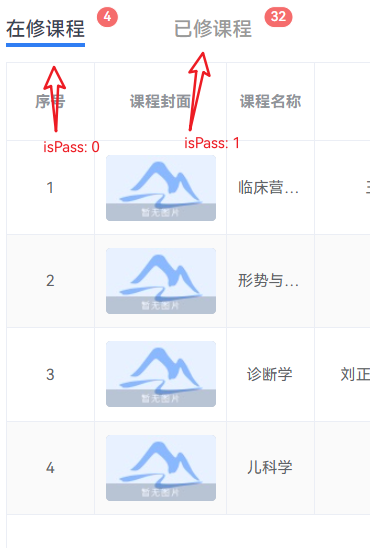 在修课程 4 已修课程 32
序号 课程封面 课程名称
isPass: 0 isPass: 1
1 暂无图片 临床营...
2 暂无图片 形势与...
3 暂无图片 诊断学 刘正
4 暂无图片 儿科学